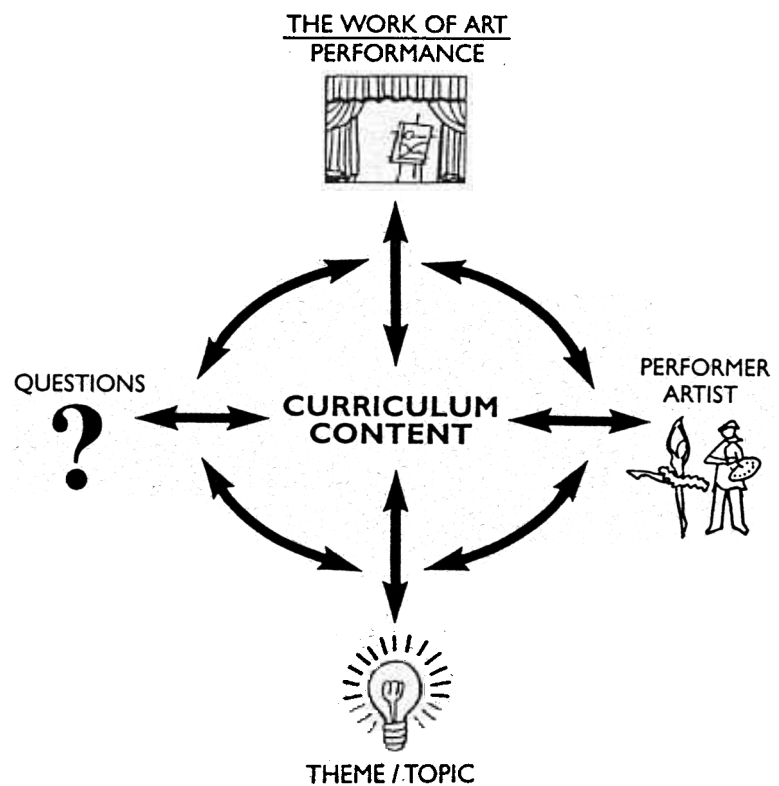 THE WORK OF ART
PERFORMANCE
QUESTIONS
?
CURRICULUM
CONTENT
PERFORMER
ARTIST
THEME / TOPIC